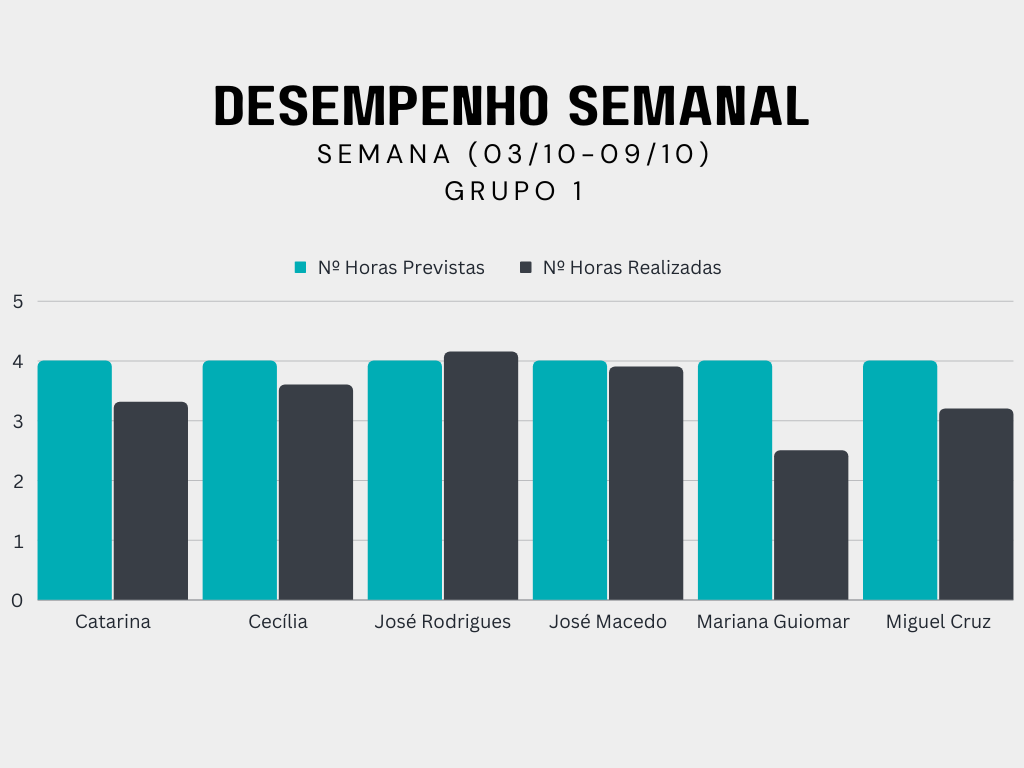 DESEMPENHO SEMANAL
SEMANA (03/10-09/10)
GRUPO 1
Nº Horas Previstas Nº Horas Realizadas
5
4
3
2
1
0
Catarina Cecília José Rodrigues José Macedo Mariana Guiomar Miguel Cruz